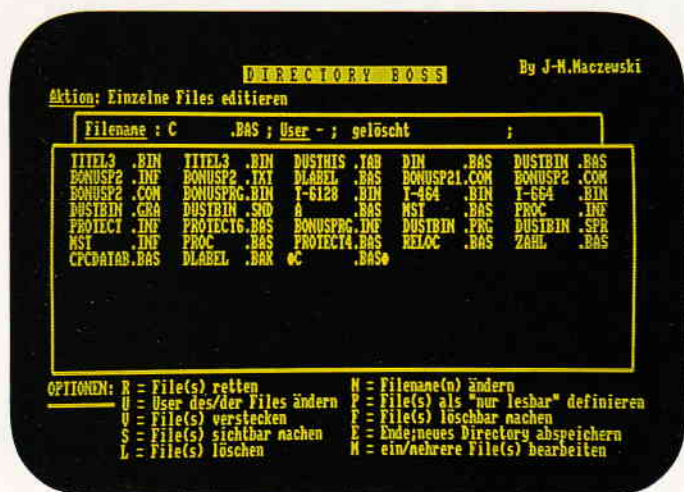 DIRECTORY BOSS
By J-M.Maczewski
Aktion: Einzelne Files editieren
Filename : C .BAS ; User - ; gelöscht ;
TITEL3 .BIN TITEL3 .BIN DUSTHIS .TAB DIN .BAS DUSTBIN .BAS
BONUSP2 .INF BONUSP2 .TXT DLABEL .BAS BONUSP21.COM BONUSP2 .COM
BONUSP2 .COM BONUSPRG.BIN T-6128 .BIN T-464 .BIN T-664 .BIN
DUSTBIN .GRA DUSTBIN .SND A .BAS MST .BAS PROC .INF
PROTECT .INF PROTECT6.BAS BONUSPRG.INF DUSTBIN .PRG DUSTBIN .SPR
MST .INF PROC .BAS PROTECT4.BAS RELOC .BAS ZAHL .BAS
CPCDATAB.BAS DLABEL .BAK C .BAS
OPTIONEN: R = File(s) retten N = Filename(n) ändern
U = User des/der Files ändern P = File(s) als "nur lesbar" definieren
V = File(s) verstecken F = File(s) löschbar machen
S = File(s) sichtbar machen E = Ende;neues Directory abspeichern
L = File(s) löschen M = ein/mehrere File(s) bearbeiten